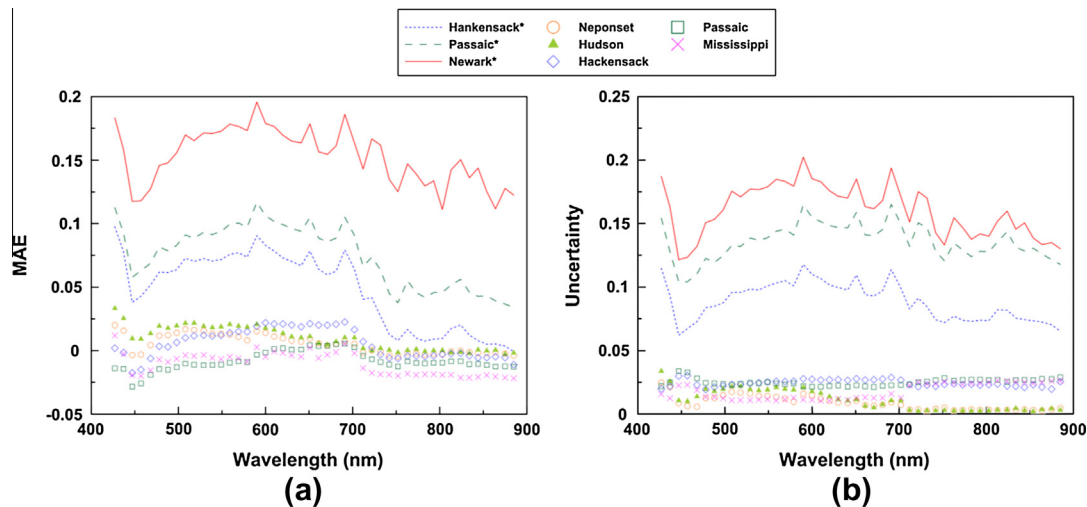 Hankensack* Neponset Passaic
Passaic* Hudson Mississippi
Newark* Hackensack
0.2
0.15
0.1
0.05
0
-0.05
MAE
400 500 600 700 800 900
Wavelength (nm)
(a)
0.25
0.2
0.15
0.1
0.05
0
Uncertainty
400 500 600 700 800 900
Wavelength (nm)
(b)